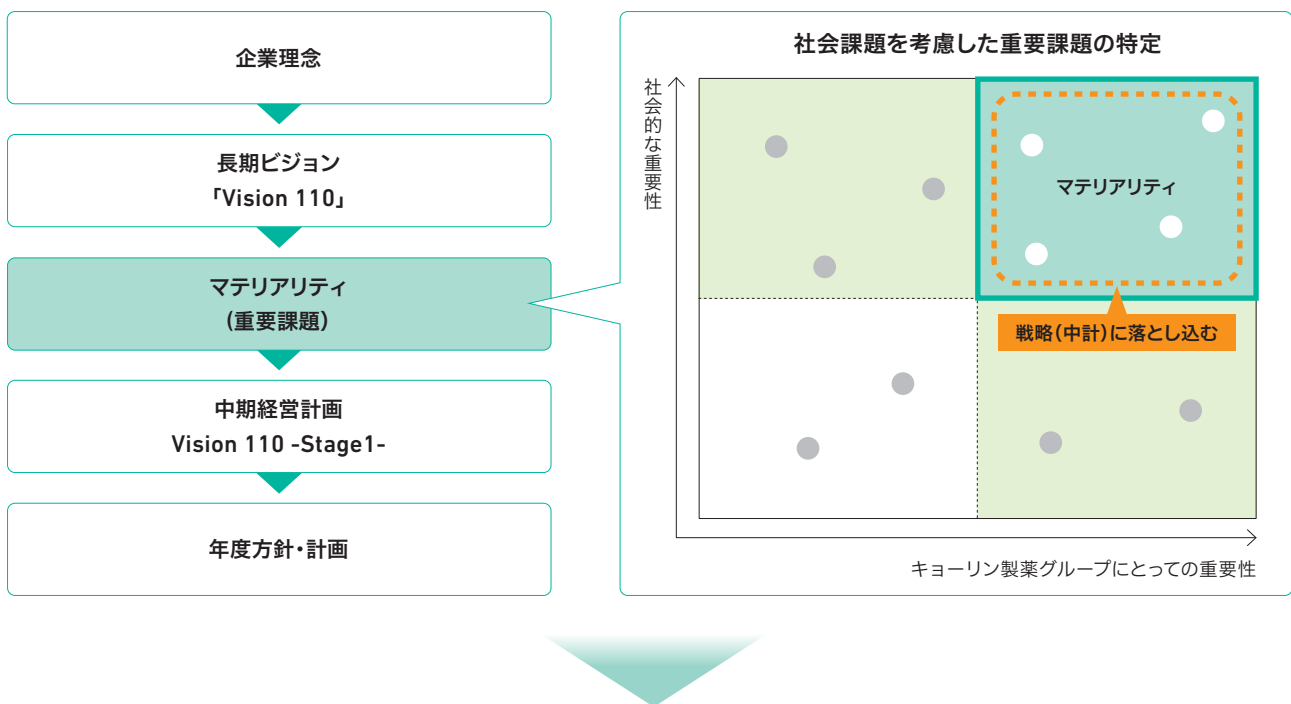 企業理念
長期ビジョン
「Vision 110」
マテリアリティ
(重要課題)
中期経営計画
Vision 110 -Stage1-
年度方針・計画
社会課題を考慮した重要課題の特定
社会的な重要性
マテリアリティ
戦略(中計)に落とし込む
キョーリン製薬グループにとっての重要性